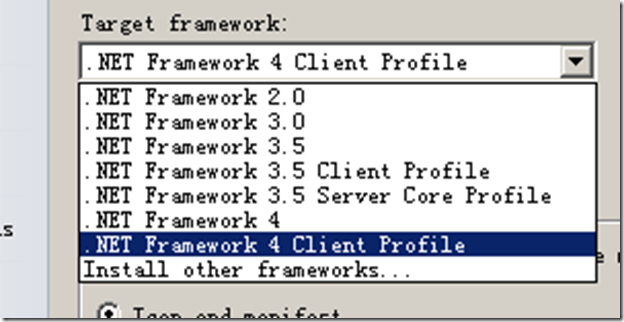 Target framework:
.NET Framework 4 Client Profile
.NET Framework 2.0
.NET Framework 3.0
.NET Framework 3.5
.NET Framework 3.5 Client Profile
.NET Framework 3.5 Server Core Profile
.NET Framework 4
.NET Framework 4 Client Profile
Install other frameworks...
Icon and manifest